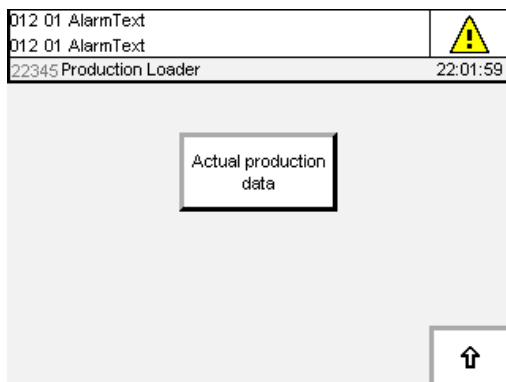 012 01 AlarmText
012 01 AlarmText
22345 Production Loader 22:01:59
Actual production
data